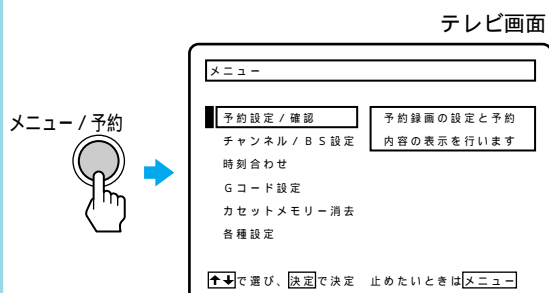 テレビ画面
メニュー / 予約
メニュー
予約設定 / 確認
チャンネル / BS設定
時刻合わせ
Gコード設定
カセットメモリー消去
各種設定
予約録画の設定と予約
内容の表示を行います
↑↓で選び、決定で決定 止めたいときはメニュー